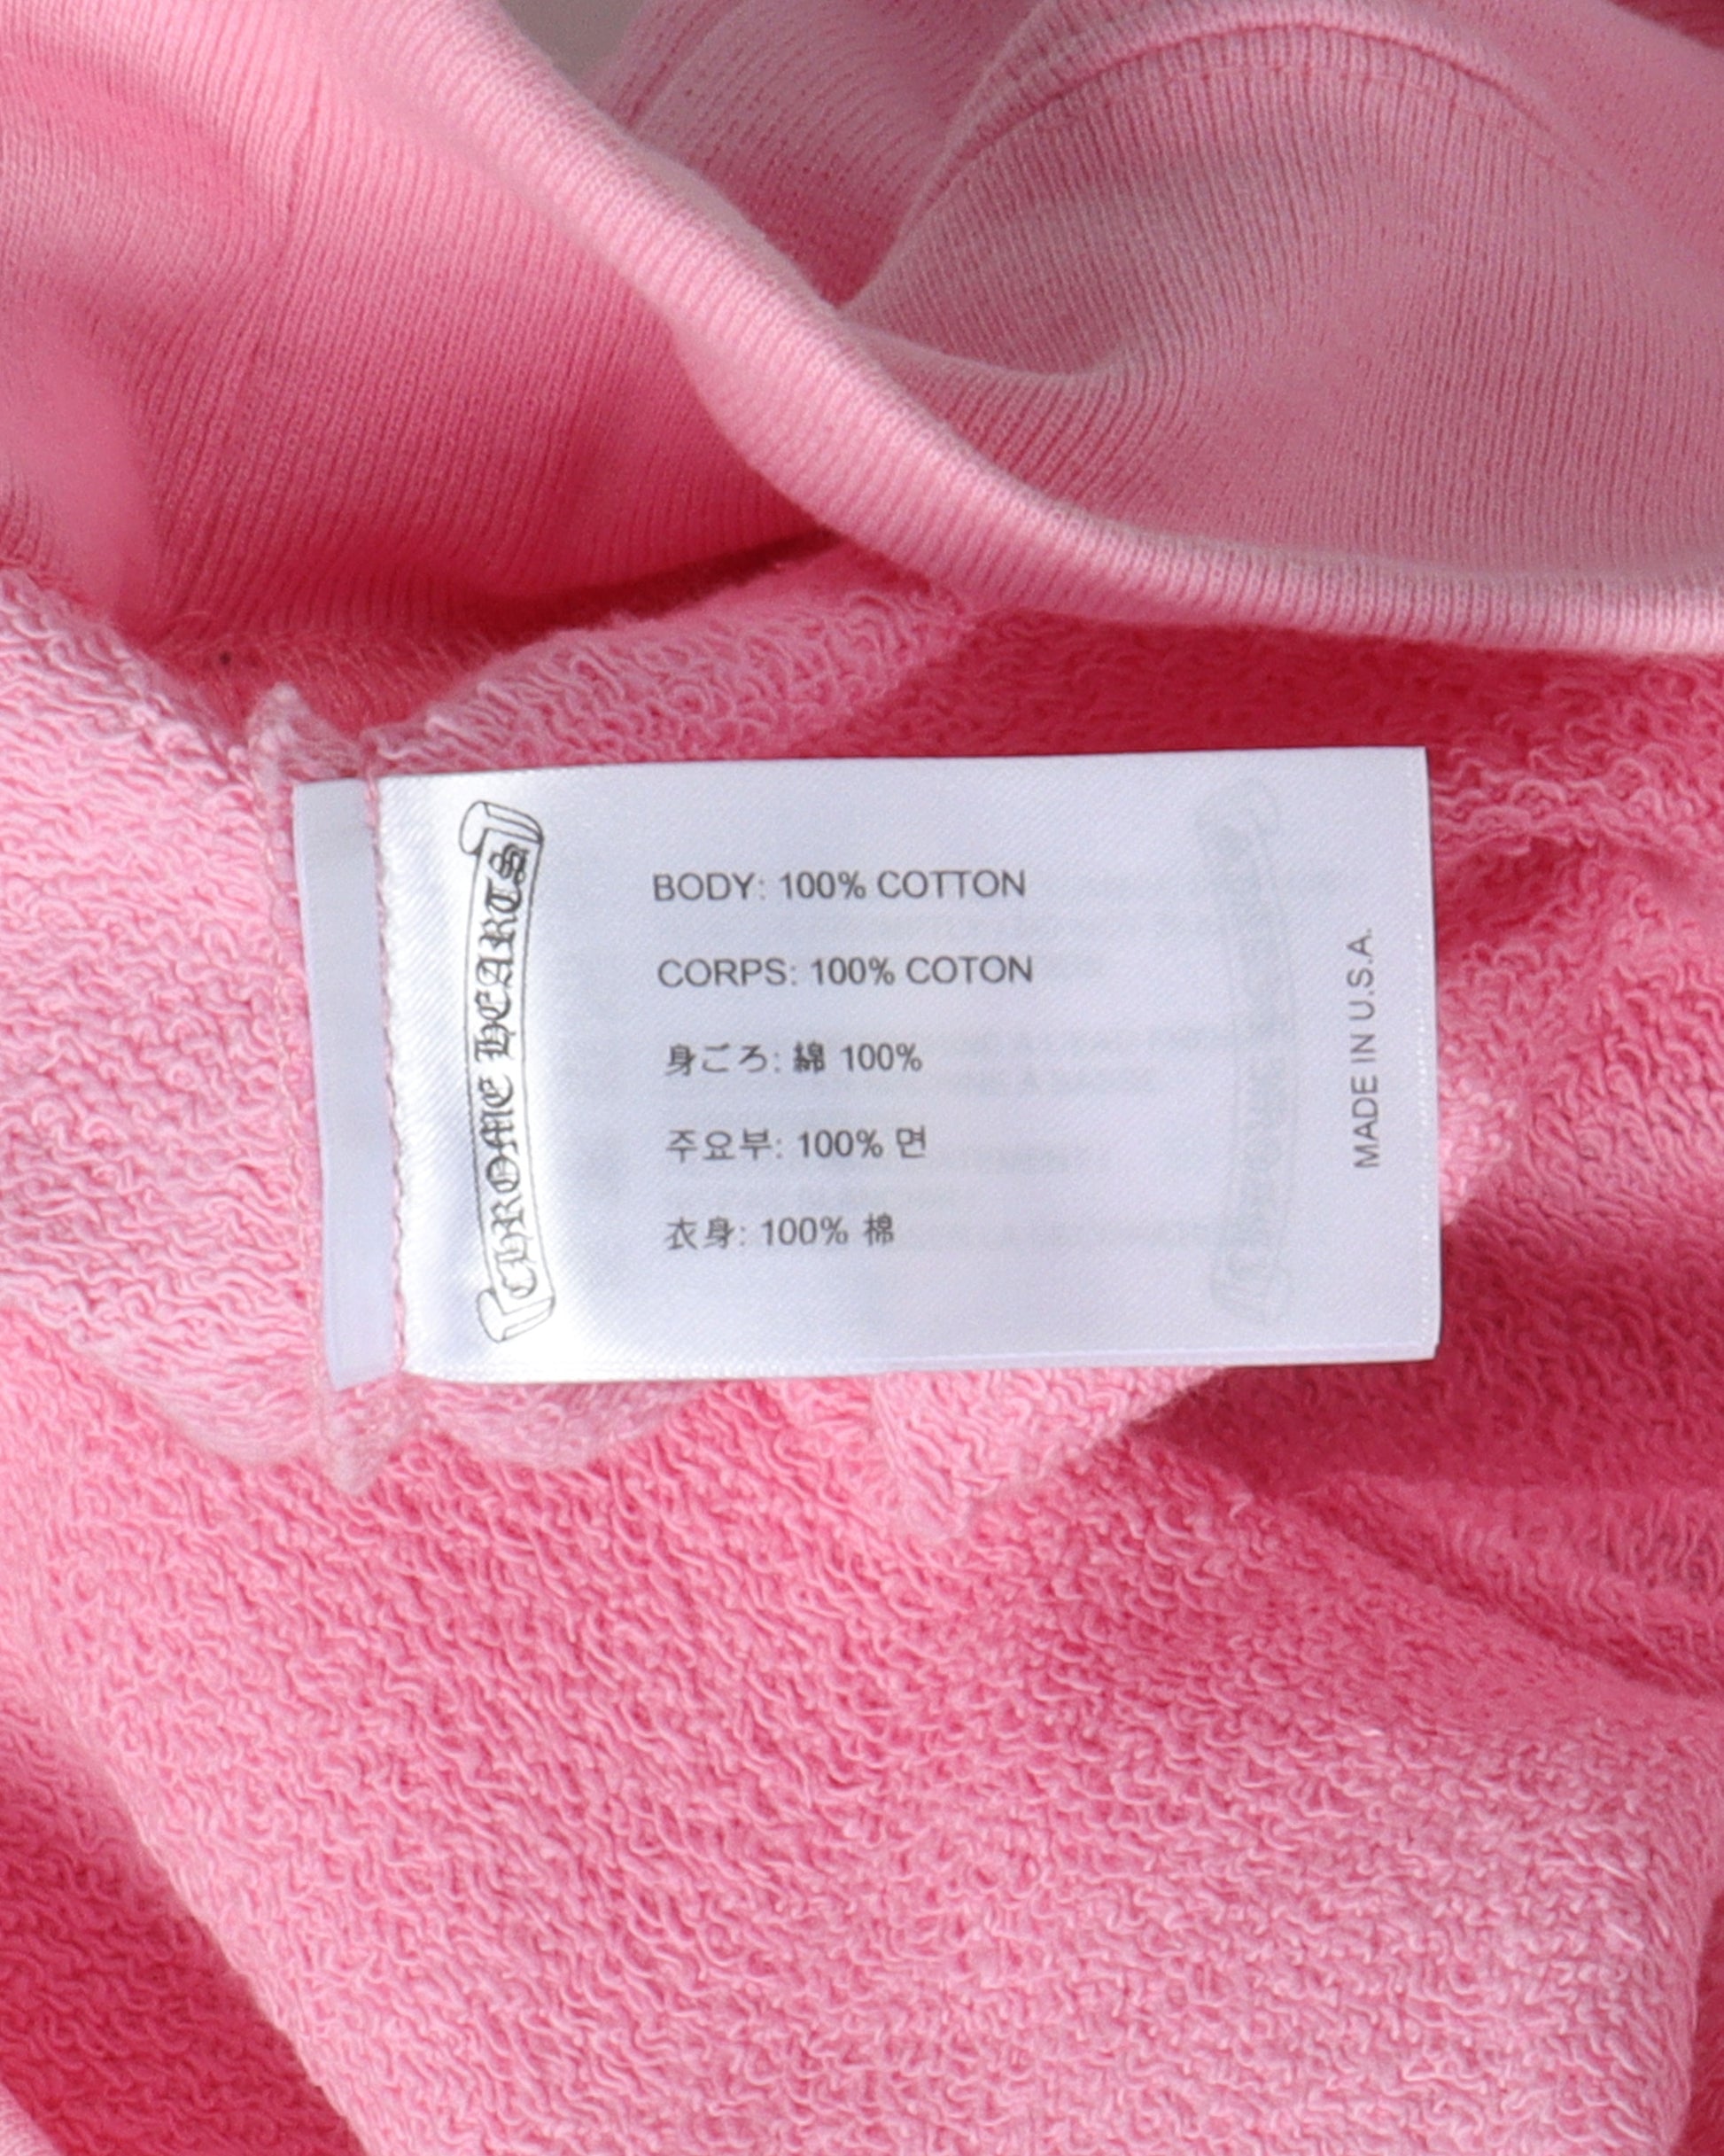 CHROME HEARTS
BODY: 100% COTTON
CORPS: 100% COTON
身ごろ: 綿 100%
주요부: 100% 면
衣身: 100% 棉
MADE IN U.S.A.